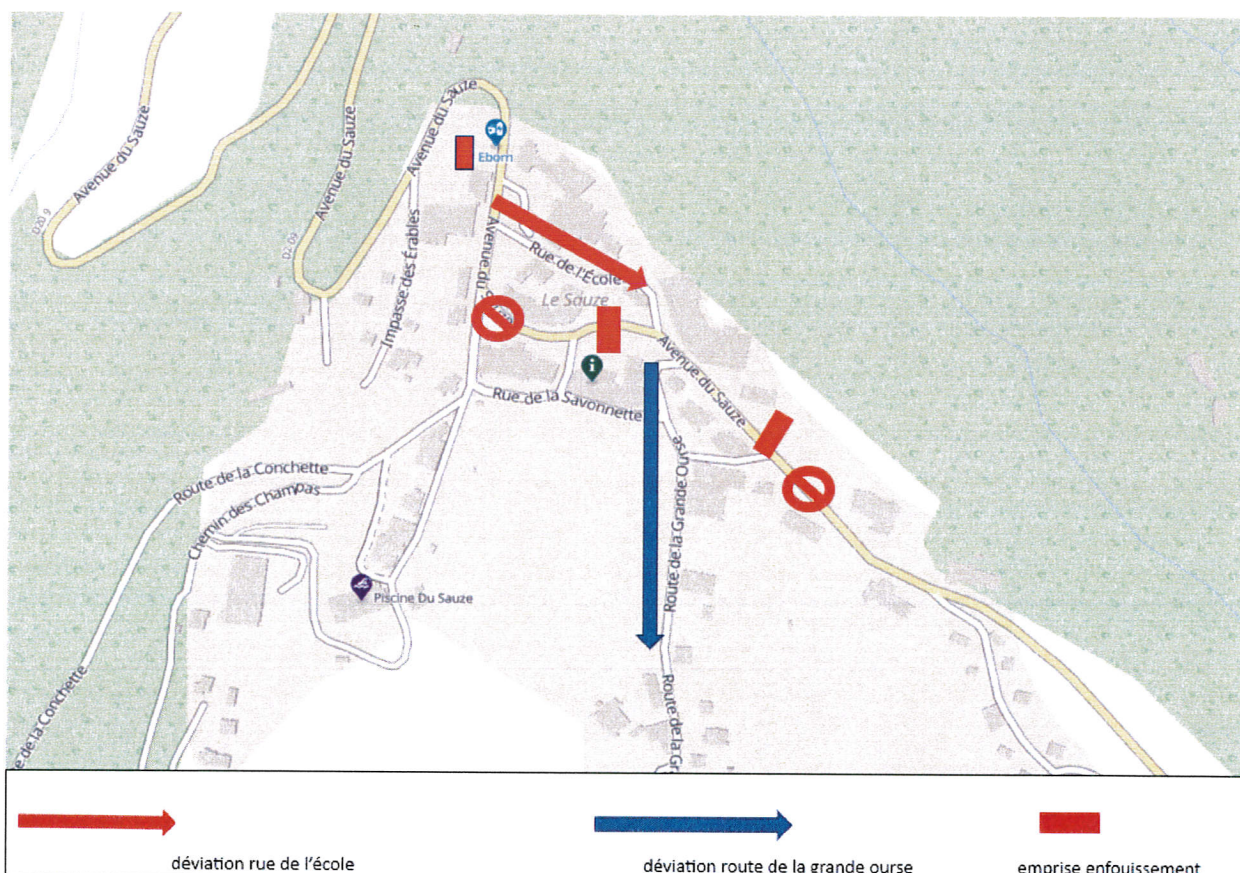 Avenue du Sauze
Avenue du Sauze
Avenue du Sauze
D20 9
Eborn
Impasse des Érables
Avenue du
Rue de l'École
Le Sauze
Avenue du Sauze
Rue de la Savonnette
Route de la Grande Ourse
Route de la Conchette
Chemin des Champas
Piscine Du Sauze
e de la Conchette
Route de la Gr
déviation rue de l'école
déviation route de la grande ourse
emprise enfouissement